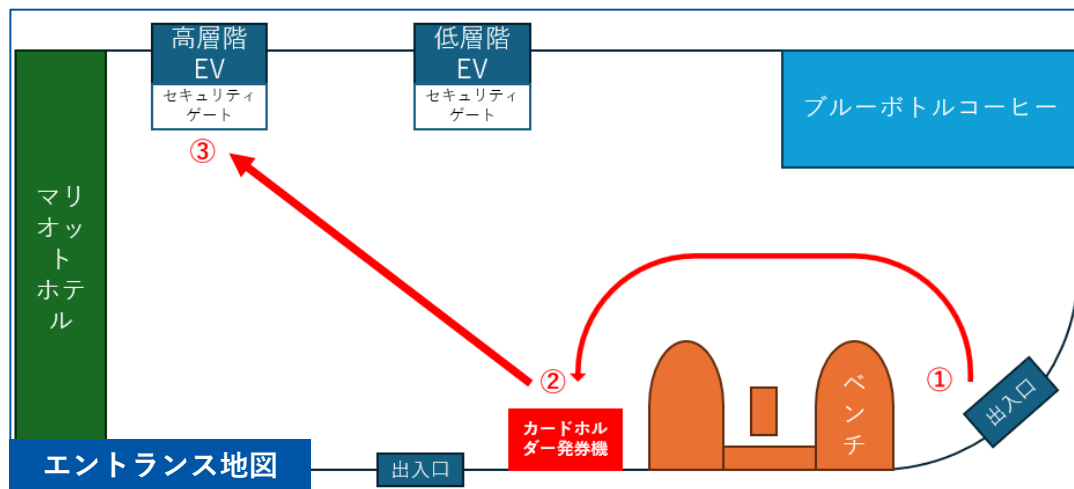 高層階
EV
セキュリティ
ゲート
低層階
EV
セキュリティ
ゲート
ブルーボトルコーヒー
③
マリ
オッ
ト
ホテ
ル
②
①
ベンチ
出入口
カードホル
ダー発券機
エントランス地図
出入口